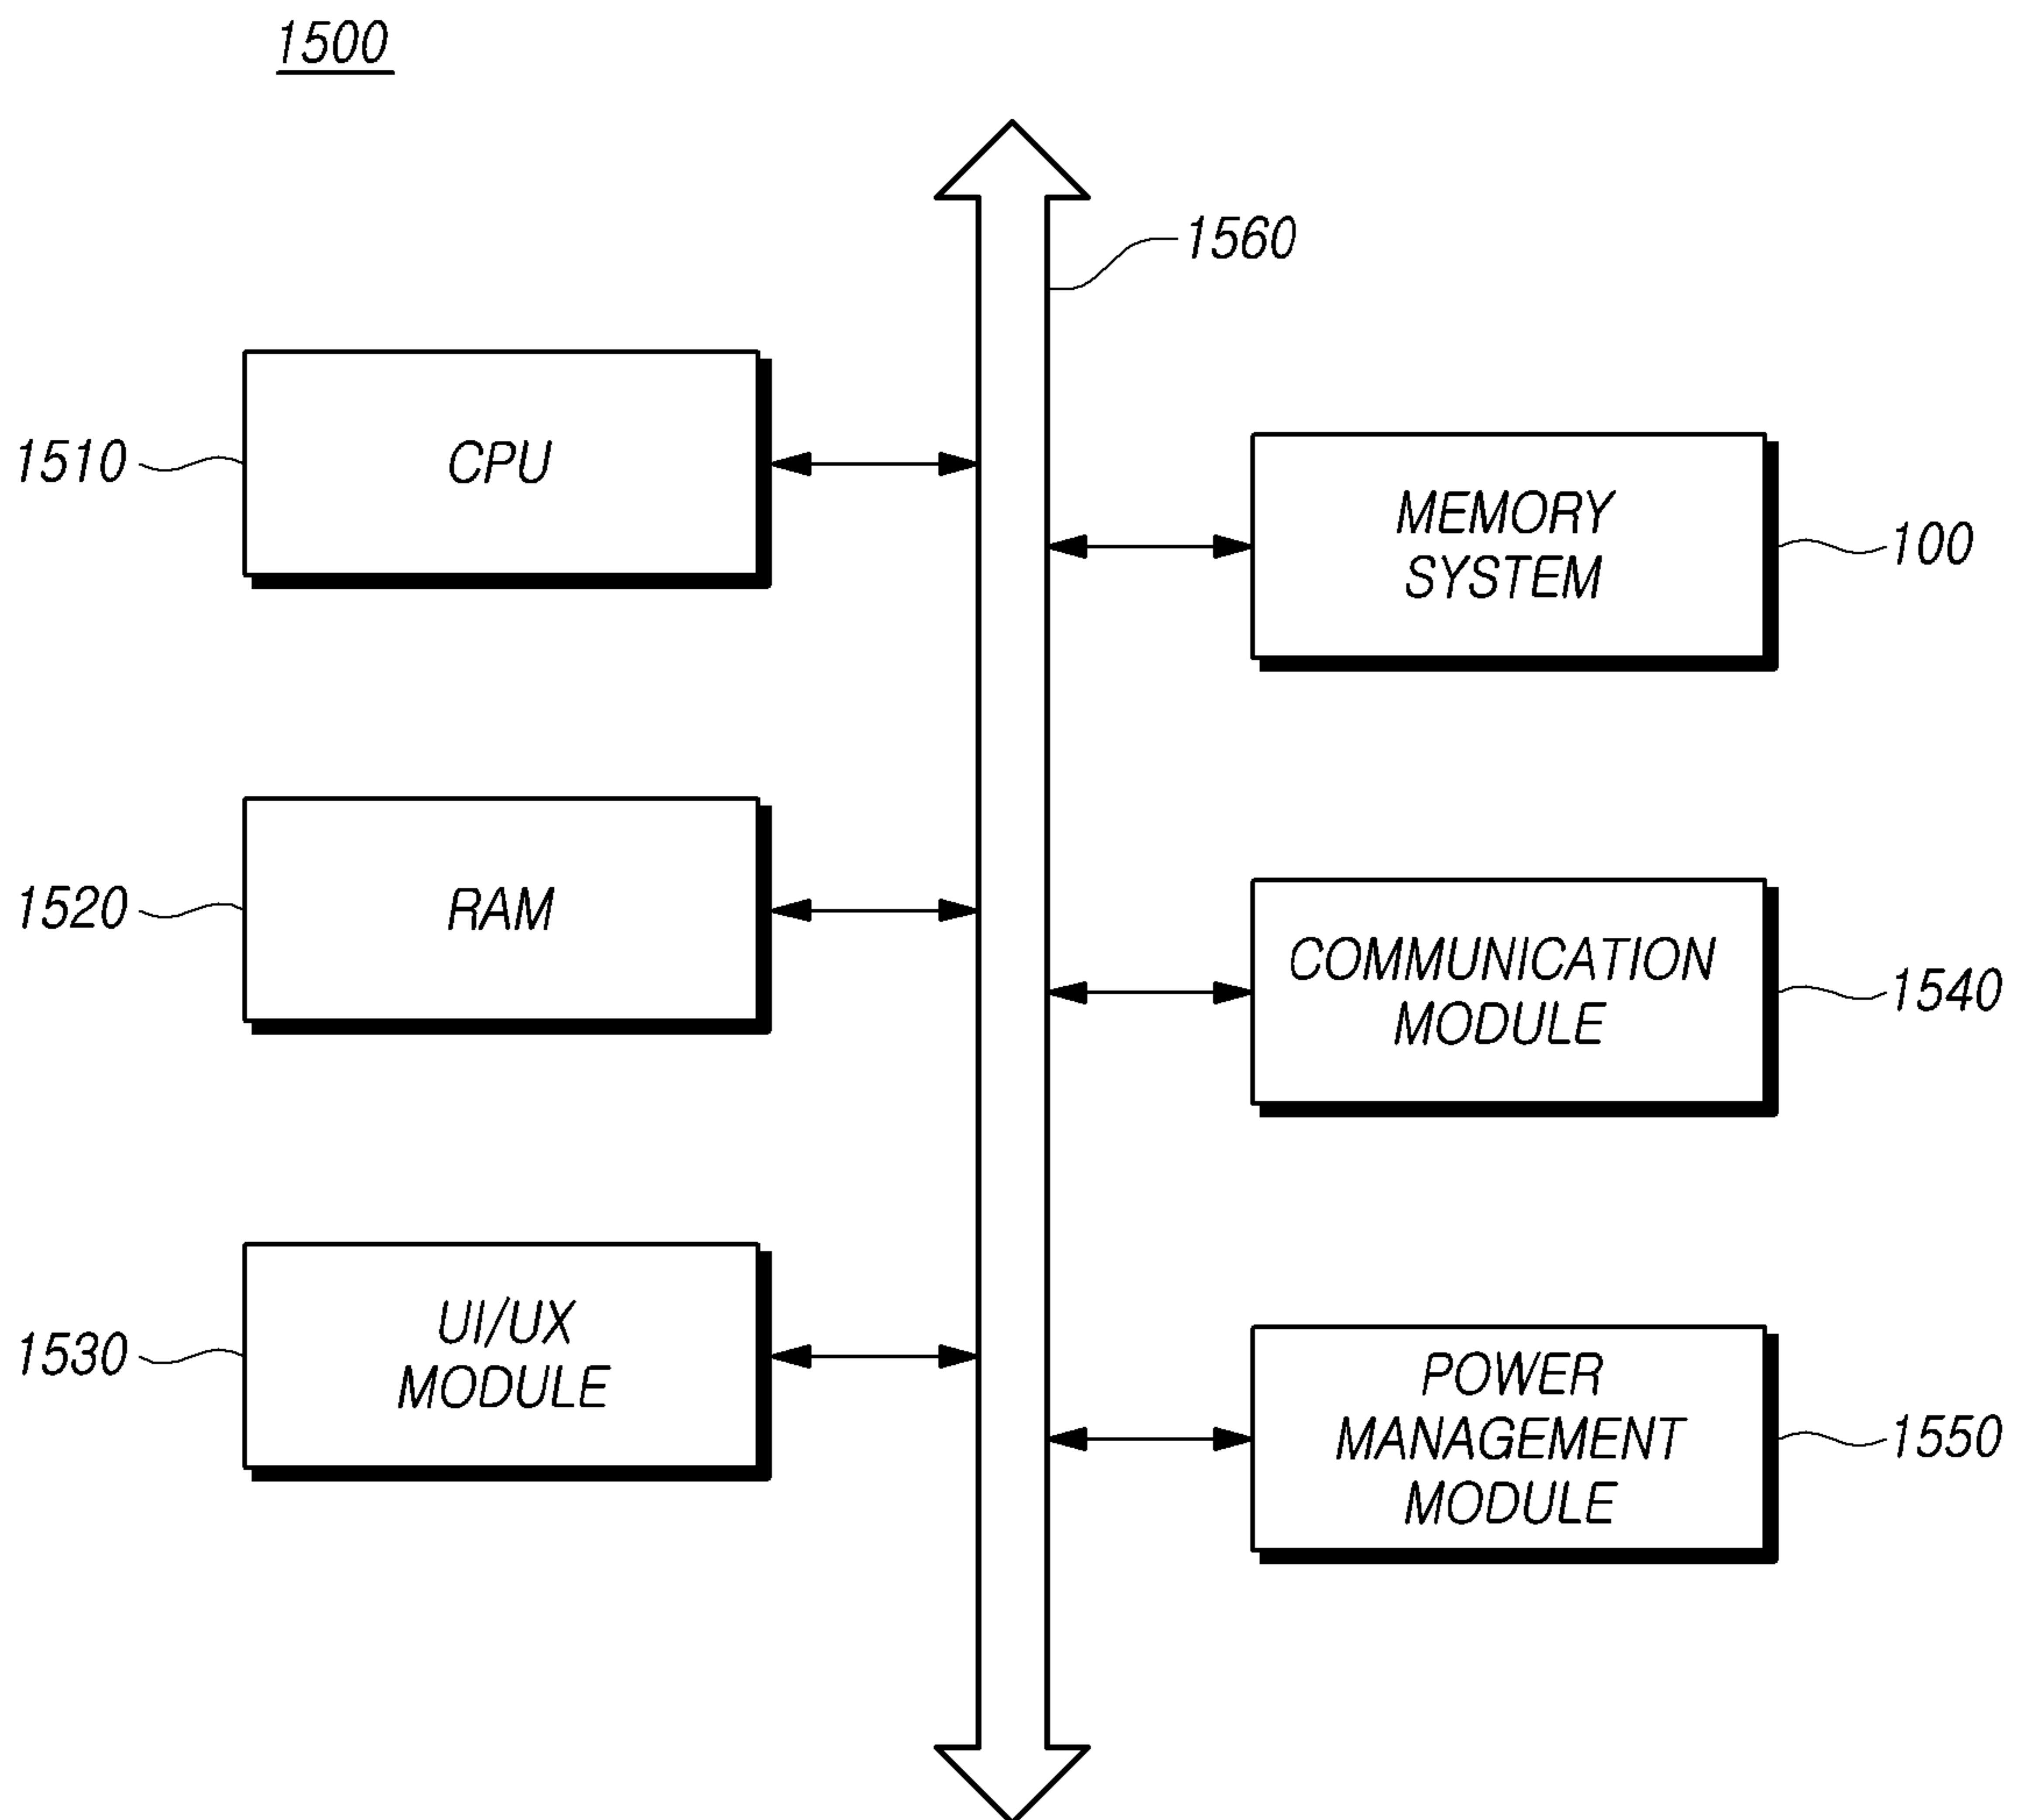 1500
1560
1510
CPU
MEMORY
SYSTEM
100
1520
RAM
COMMUNICATION
MODULE
1540
1530
UI/UX
MODULE
POWER
MANAGEMENT
MODULE
1550